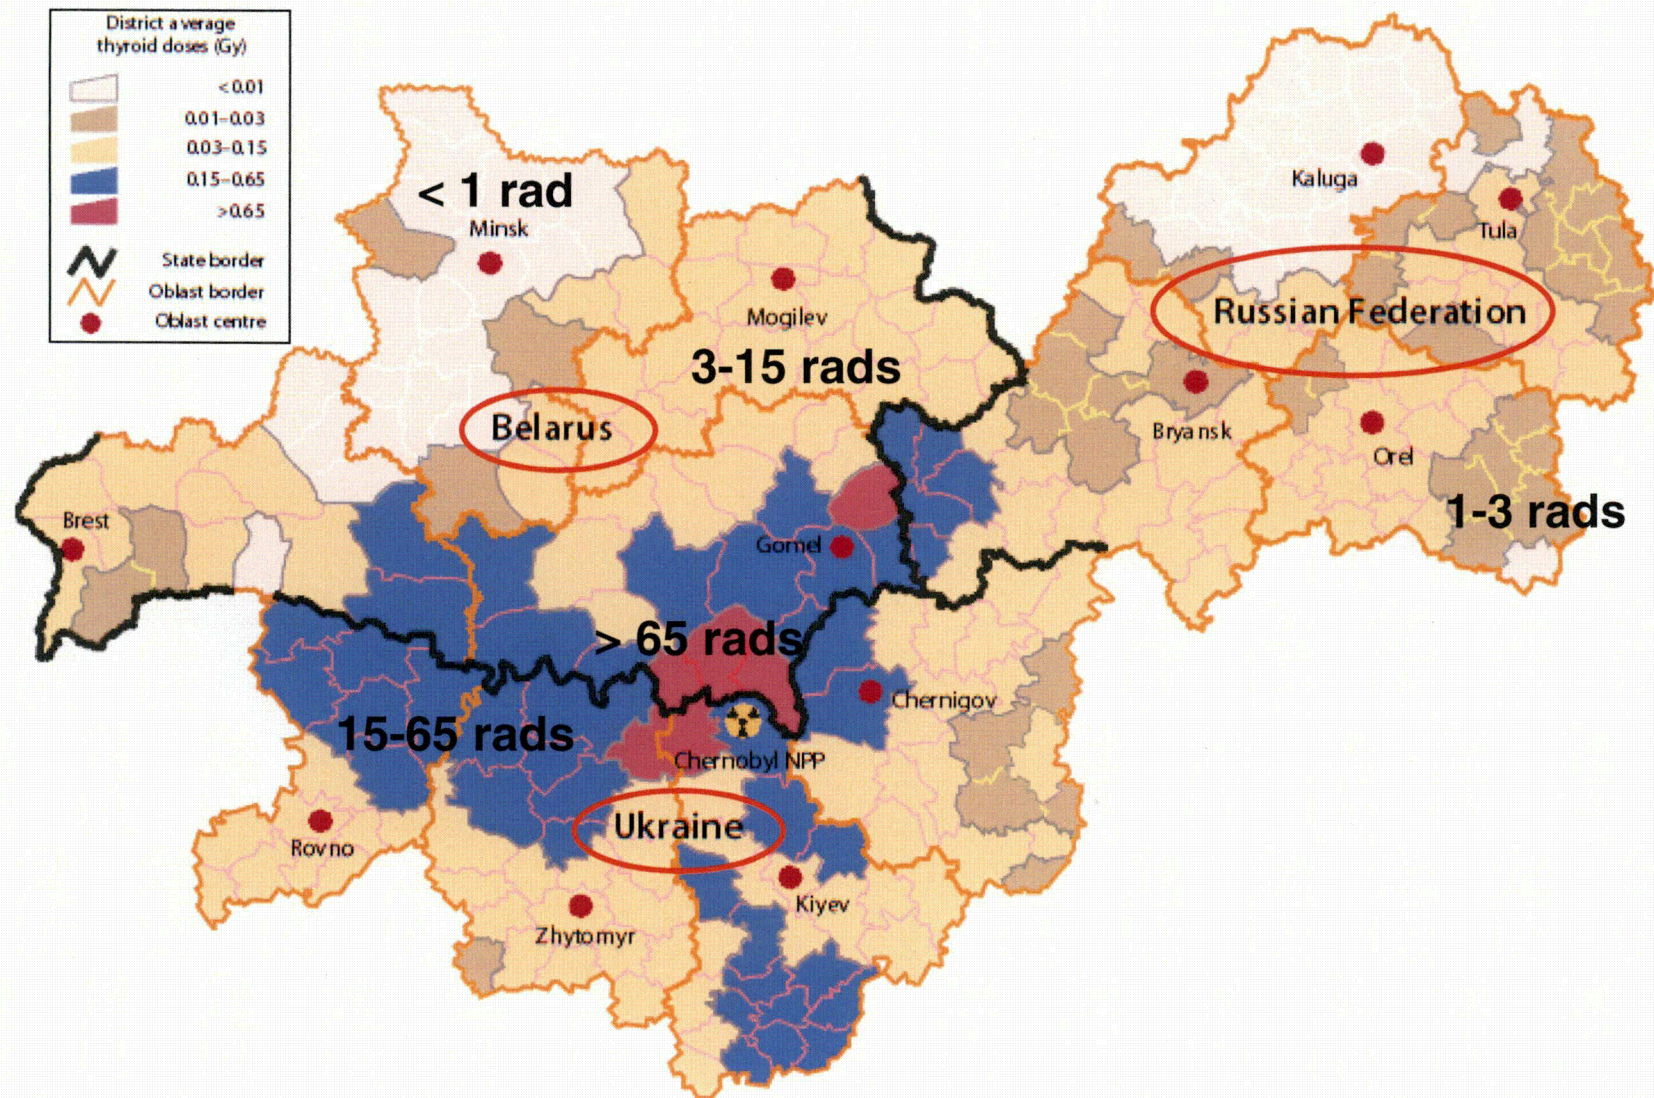 District average
thyroid doses (Gy)
< 0.01
0.01–0.03
0.03–0.15
0.15–0.65
>0.65
State border
Oblast border
Oblast centre
< 1 rad
Minsk
Kaluga
Tula
Mogilev
Russian Federation
3-15 rads
Belarus
Bryansk
Orel
Brest
1-3 rads
Gomel
> 65 rads
Chernigov
15-65 rads
Chernobyl NPP
Ukraine
Rovno
Kiyev
Zhytomyr